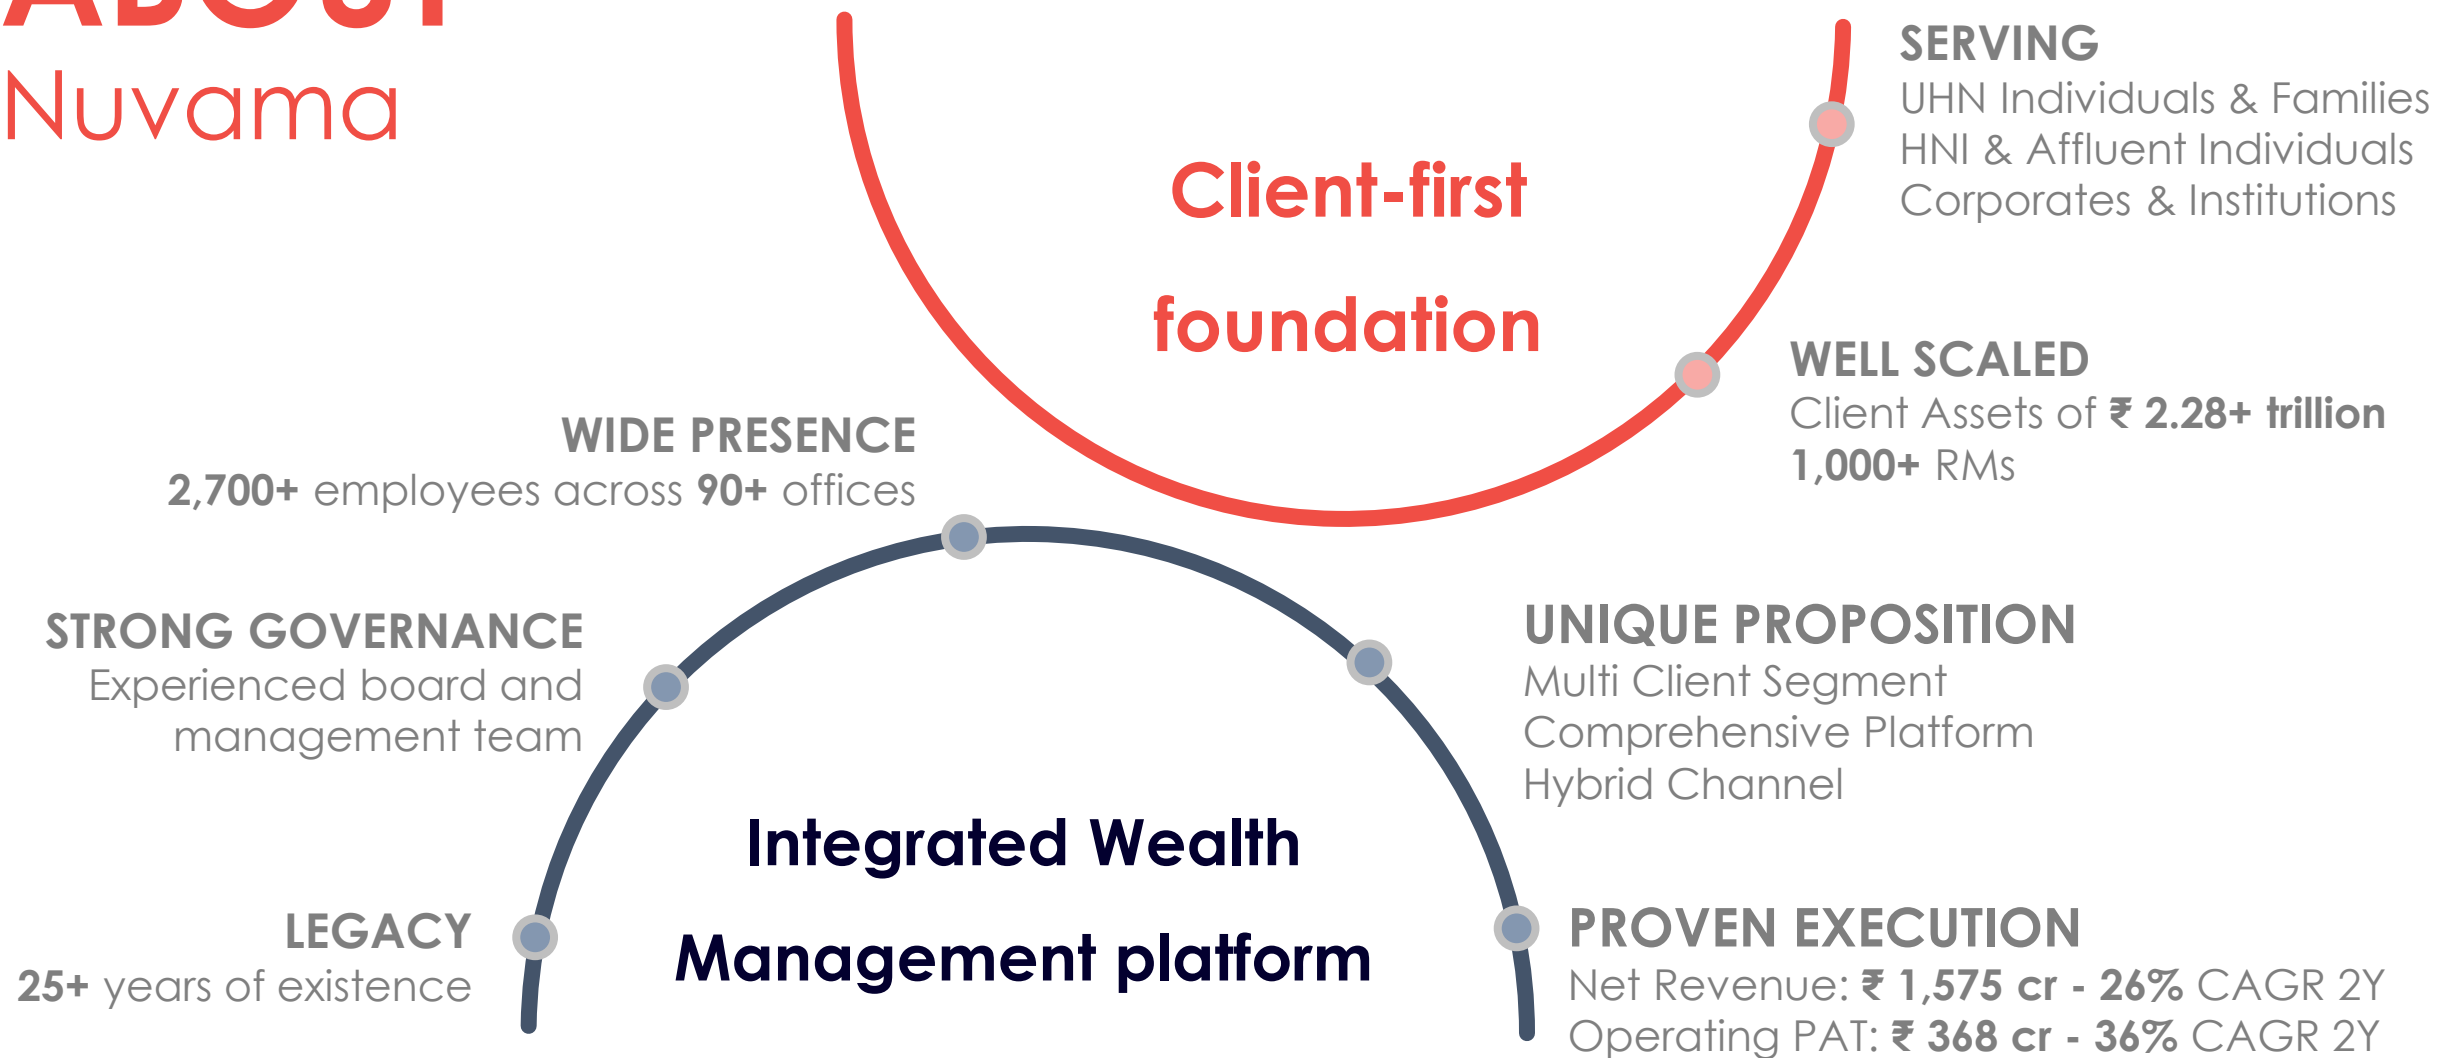 ABOUT
Nuvama
Client-first
foundation
SERVING
UHN Individuals & Families
HNI & Affluent Individuals
Corporates & Institutions
WELL SCALED
Client Assets of ₹ 2.28+ trillion
1,000+ RMs
WIDE PRESENCE
2,700+ employees across 90+ offices
STRONG GOVERNANCE
Experienced board and
management team
LEGACY
25+ years of existence
Integrated Wealth
Management platform
UNIQUE PROPOSITION
Multi Client Segment
Comprehensive Platform
Hybrid Channel
PROVEN EXECUTION
Net Revenue: ₹ 1,575 cr - 26% CAGR 2Y
Operating PAT: ₹ 368 cr - 36% CAGR 2Y